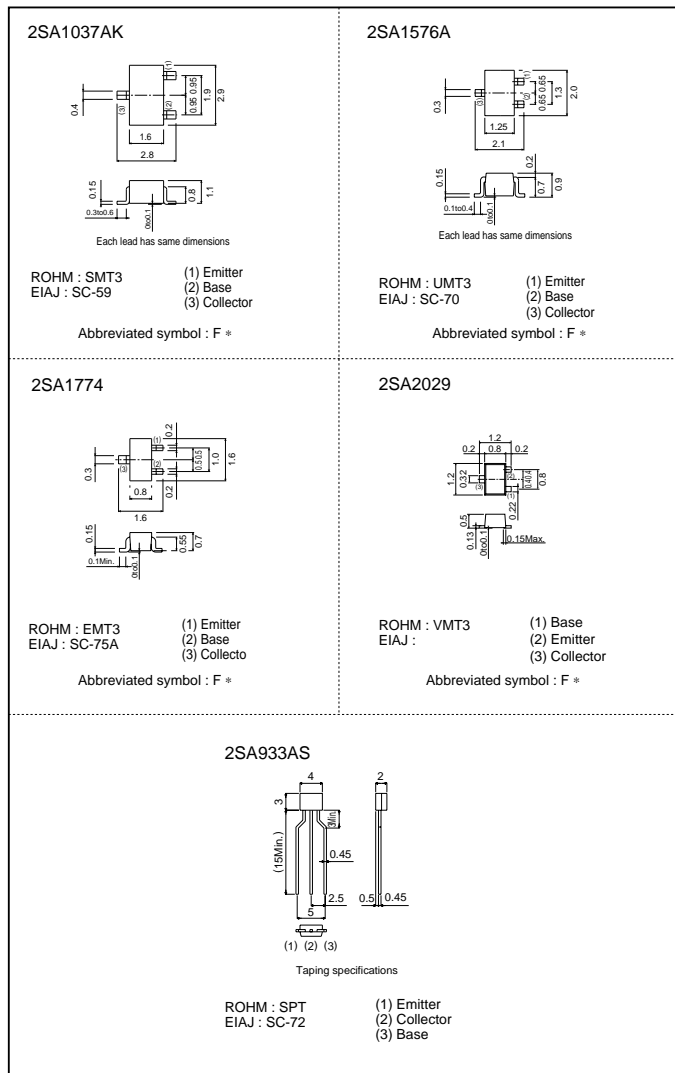 2SA1037AK
(1)
(2)
(3)
0.4
0.95 0.95
1.9
2.9
1.6
2.8
0.15
0.3to0.6
0to0.1
0.8
1.1
Each lead has same dimensions
ROHM : SMT3
EIAJ : SC-59
(1) Emitter
(2) Base
(3) Collector
Abbreviated symbol : F *
2SA1576A
(1)
(2)
(3)
0.3
0.65 0.65
1.3
2.0
1.25
2.1
0.2
0.15
0.1to0.4
0to0.1
0.7
0.9
Each lead has same dimensions
ROHM : UMT3
EIAJ : SC-70
(1) Emitter
(2) Base
(3) Collector
Abbreviated symbol : F *
2SA1774
0.2
(1)
(2)
(3)
0.3
0.5 0.5
1.0
1.6
0.8
0.2
1.6
0.15
0.1Min.
0to0.1
0.55
0.7
ROHM : EMT3
EIAJ : SC-75A
(1) Emitter
(2) Base
(3) Collecto
Abbreviated symbol : F *
2SA2029
1.2
0.2 0.8 0.2
1.2
0.32
(3)
(2)
(1)
0.4 0.4
0.8
0.22
0.5
0.13
0to0.1
0.15Max.
ROHM : VMT3
EIAJ :
(1) Base
(2) Emitter
(3) Collector
Abbreviated symbol : F *
2SA933AS
4
2
3
3Min.
(15Min.)
0.45
2.5
5
0.5
0.45
(1) (2) (3)
Taping specifications
ROHM : SPT
EIAJ : SC-72
(1) Emitter
(2) Collector
(3) Base